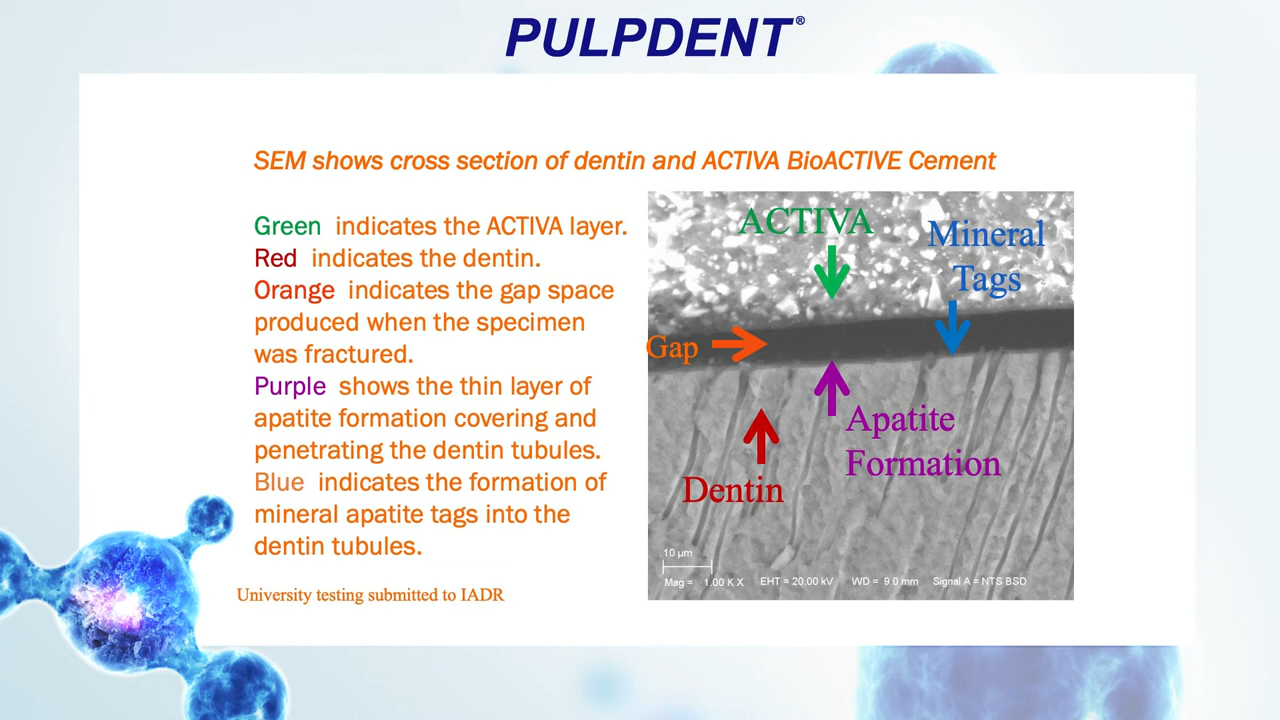 PULPDENT®
SEM shows cross section of dentin and ACTIVA BioACTIVE Cement
Green indicates the ACTIVA layer.
Red indicates the dentin.
Orange indicates the gap space
produced when the specimen
was fractured.
Purple shows the thin layer of
apatite formation covering and
penetrating the dentin tubules.
Blue indicates the formation of
mineral apatite tags into the
dentin tubules.
University testing submitted to IADR
ACTIVA
Mineral
Tags
Gap
Apatite
Formation
Dentin
10 µm
Mag = 1.00 K X EHT = 20.00 kV WD = 9.0 mm Signal A = NTS BSD